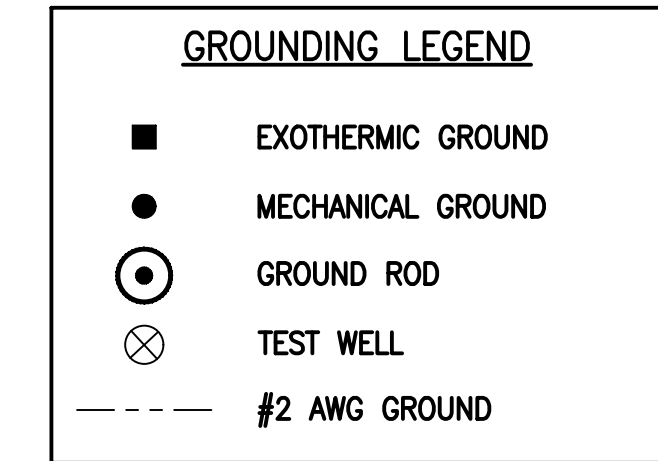 GROUNDING LEGEND
EXOTHERMIC GROUND
MECHANICAL GROUND
GROUND ROD
TEST WELL
#2 AWG GROUND